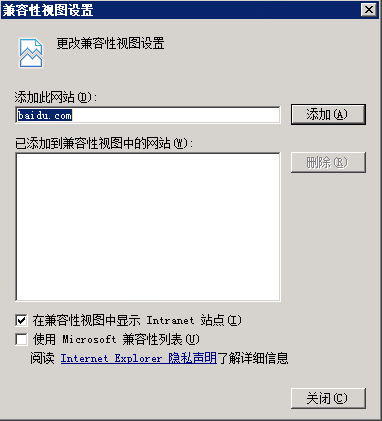 兼容性视图设置
更改兼容性视图设置
添加此网站(D):
baidu.com
添加(A)
已添加到兼容性视图中的网站(W):
删除(R)
在兼容性视图中显示 Intranet 站点(I)
使用 Microsoft 兼容性列表(U)
阅读 Internet Explorer 隐私声明了解详细信息
关闭(C)